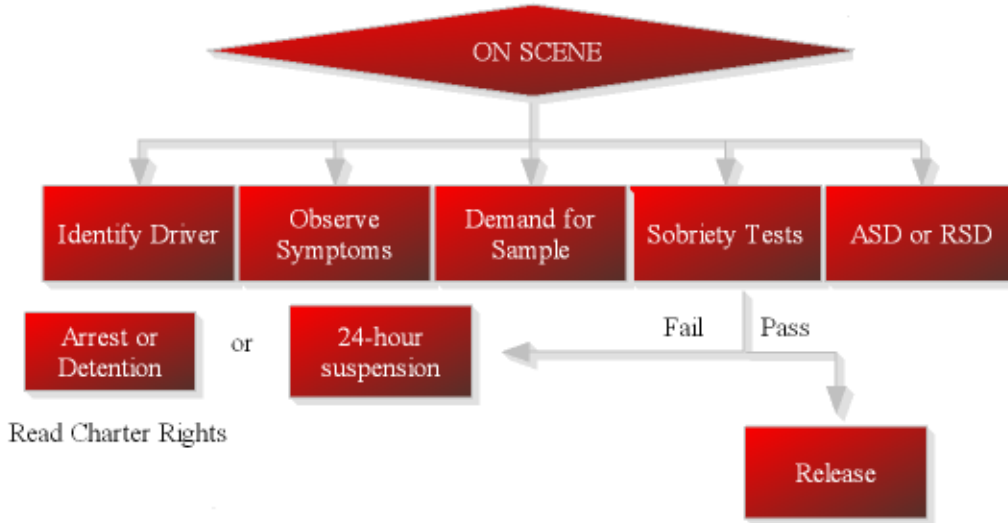 ON SCENE
Identify Driver
Observe
Symptoms
Demand for
Sample
Sobriety Tests
ASD or RSD
Arrest or
Detention
or
24-hour
suspension
Fail
Pass
Read Charter Rights
Release